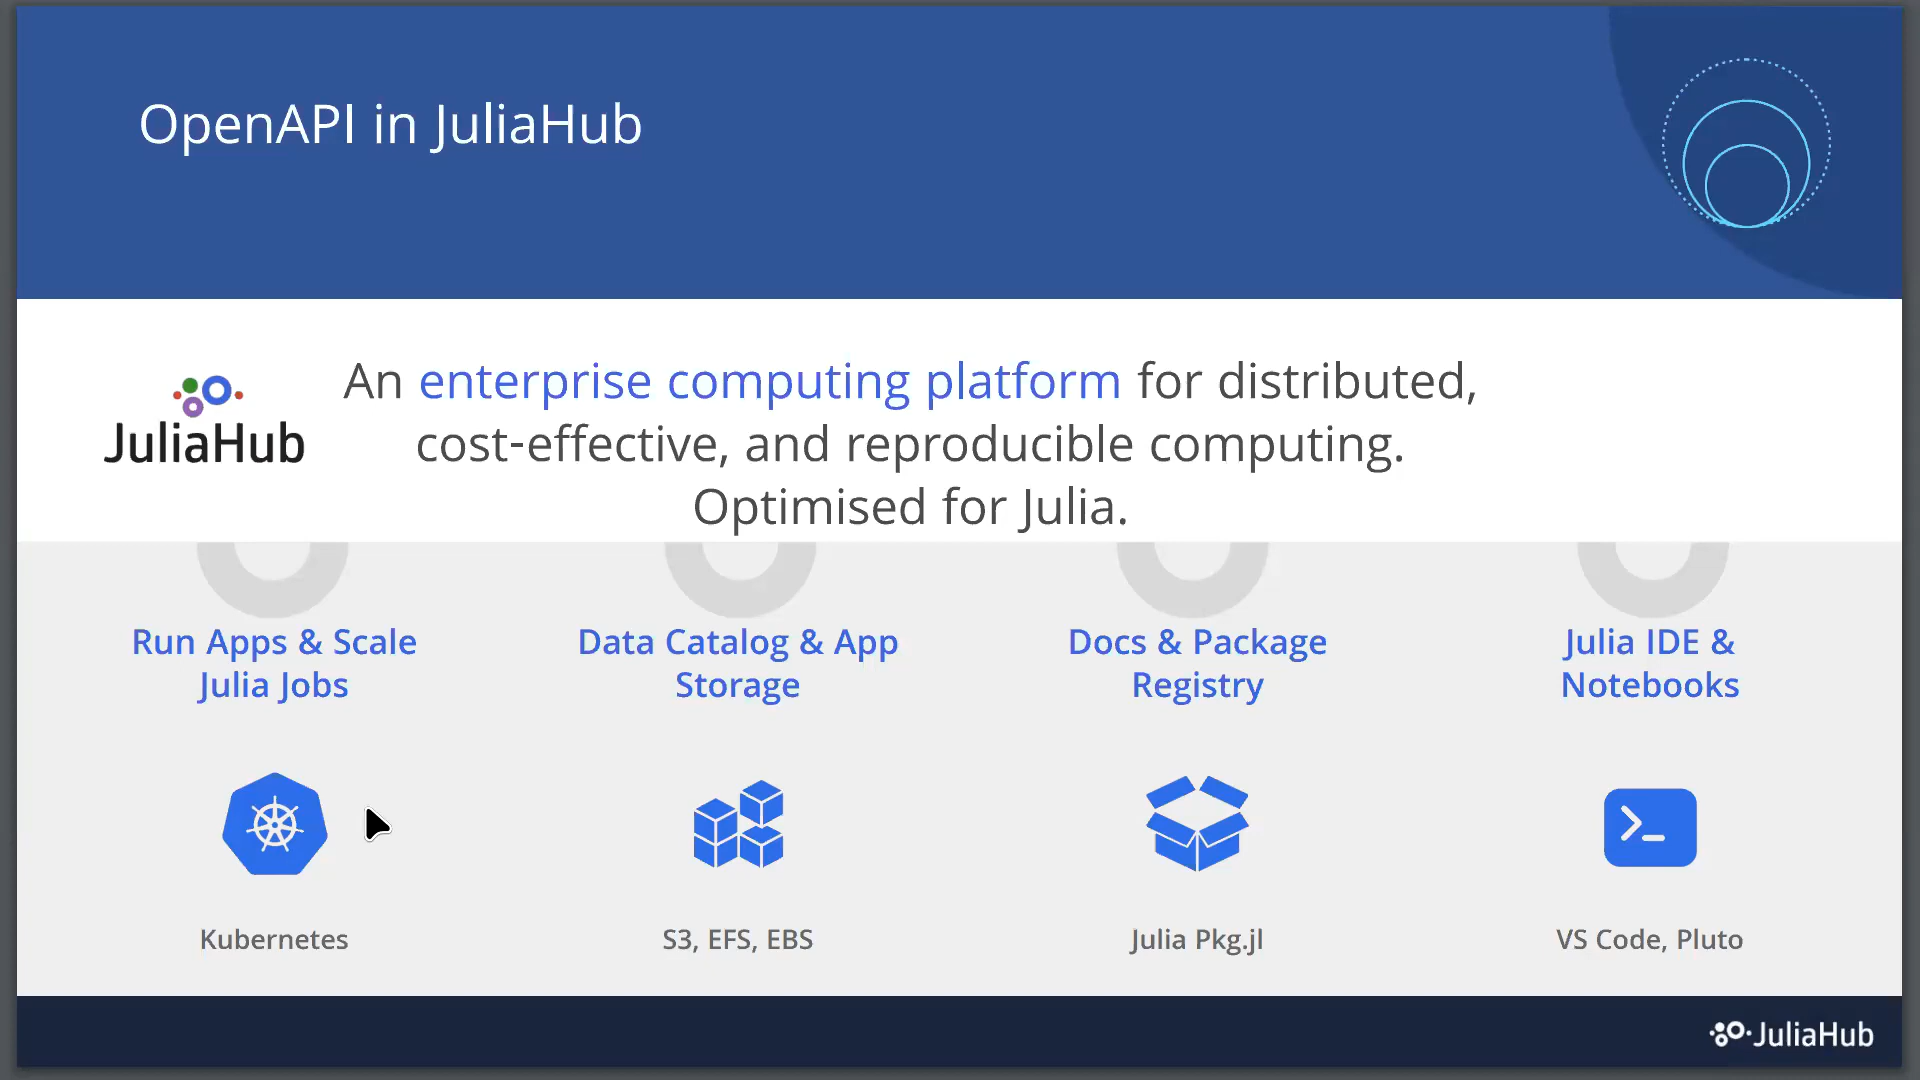 OpenAPI in JuliaHub
JuliaHub
An enterprise computing platform for distributed,
cost-effective, and reproducible computing.
Optimised for Julia.
Run Apps & Scale
Julia Jobs
Data Catalog & App
Storage
Docs & Package
Registry
Julia IDE &
Notebooks
Kubernetes
S3, EFS, EBS
Julia Pkg.jl
VS Code, Pluto
JuliaHub